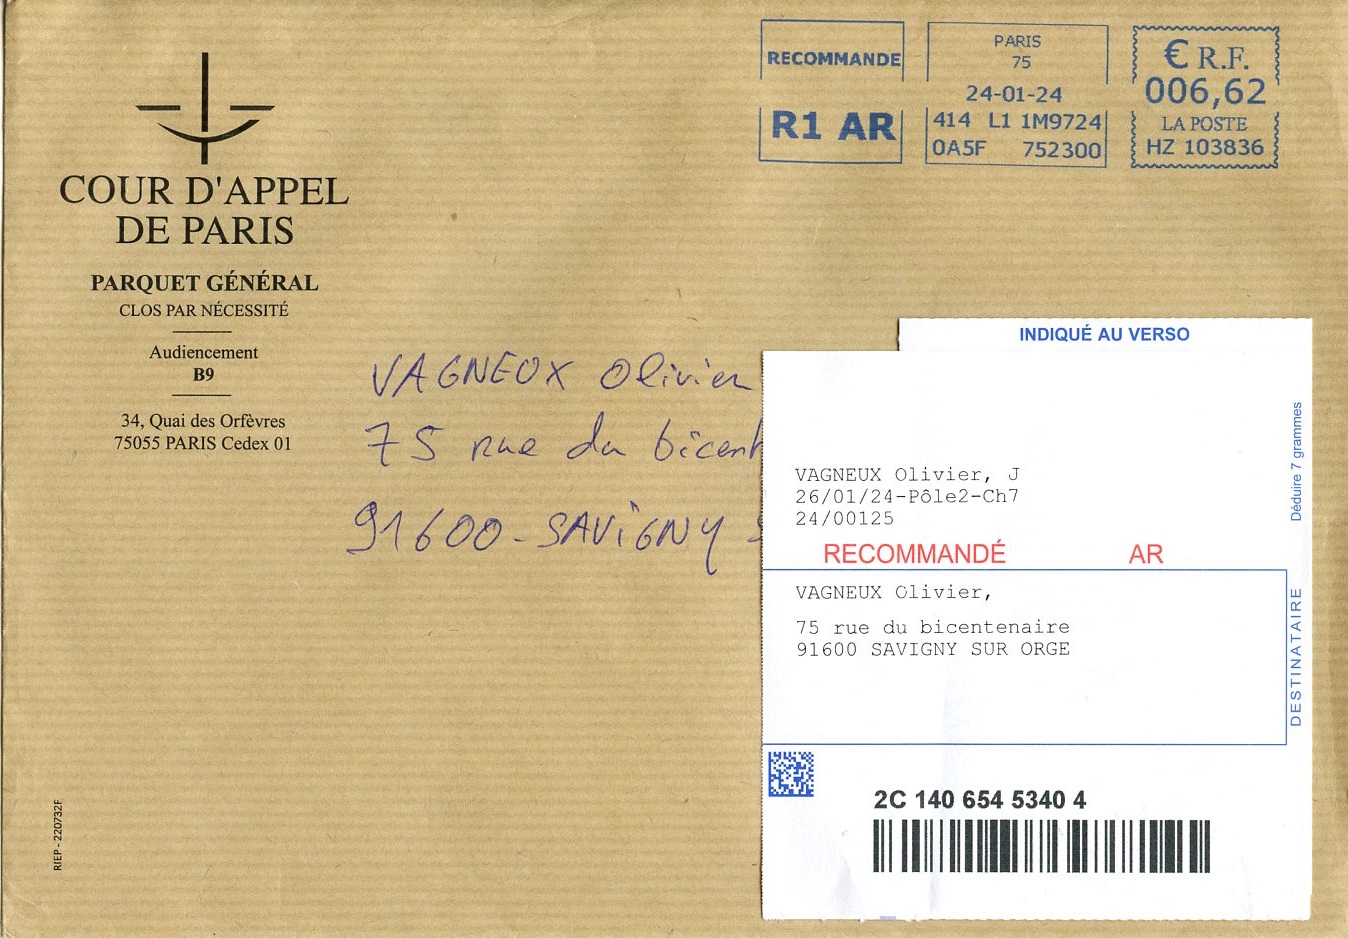 COUR D'APPEL
DE PARIS
PARQUET GÉNÉRAL
CLOS PAR NÉCESSITÉ
Audiencement
B9
34, Quai des Orfèvres
75055 PARIS Cedex 01
RECOMMANDE
R1 AR
PARIS
75
24-01-24
414 L1 1M9724
0A5F 752300
€ R.F.
006,62
LA POSTE
HZ 103836
VAGNEUX Olivier
75 rue du bicent
91600 - SAViGNY S
INDIQUÉ AU VERSO
Déduire 7 grammes
VAGNEUX Olivier, J
26/01/24-Pôle2-Ch7
24/00125
RECOMMANDÉ AR
VAGNEUX Olivier,
75 rue du bicentenaire
91600 SAVIGNY SUR ORGE
DESTINATAIRE
2C 140 654 5340 4
RIEP - 220732F